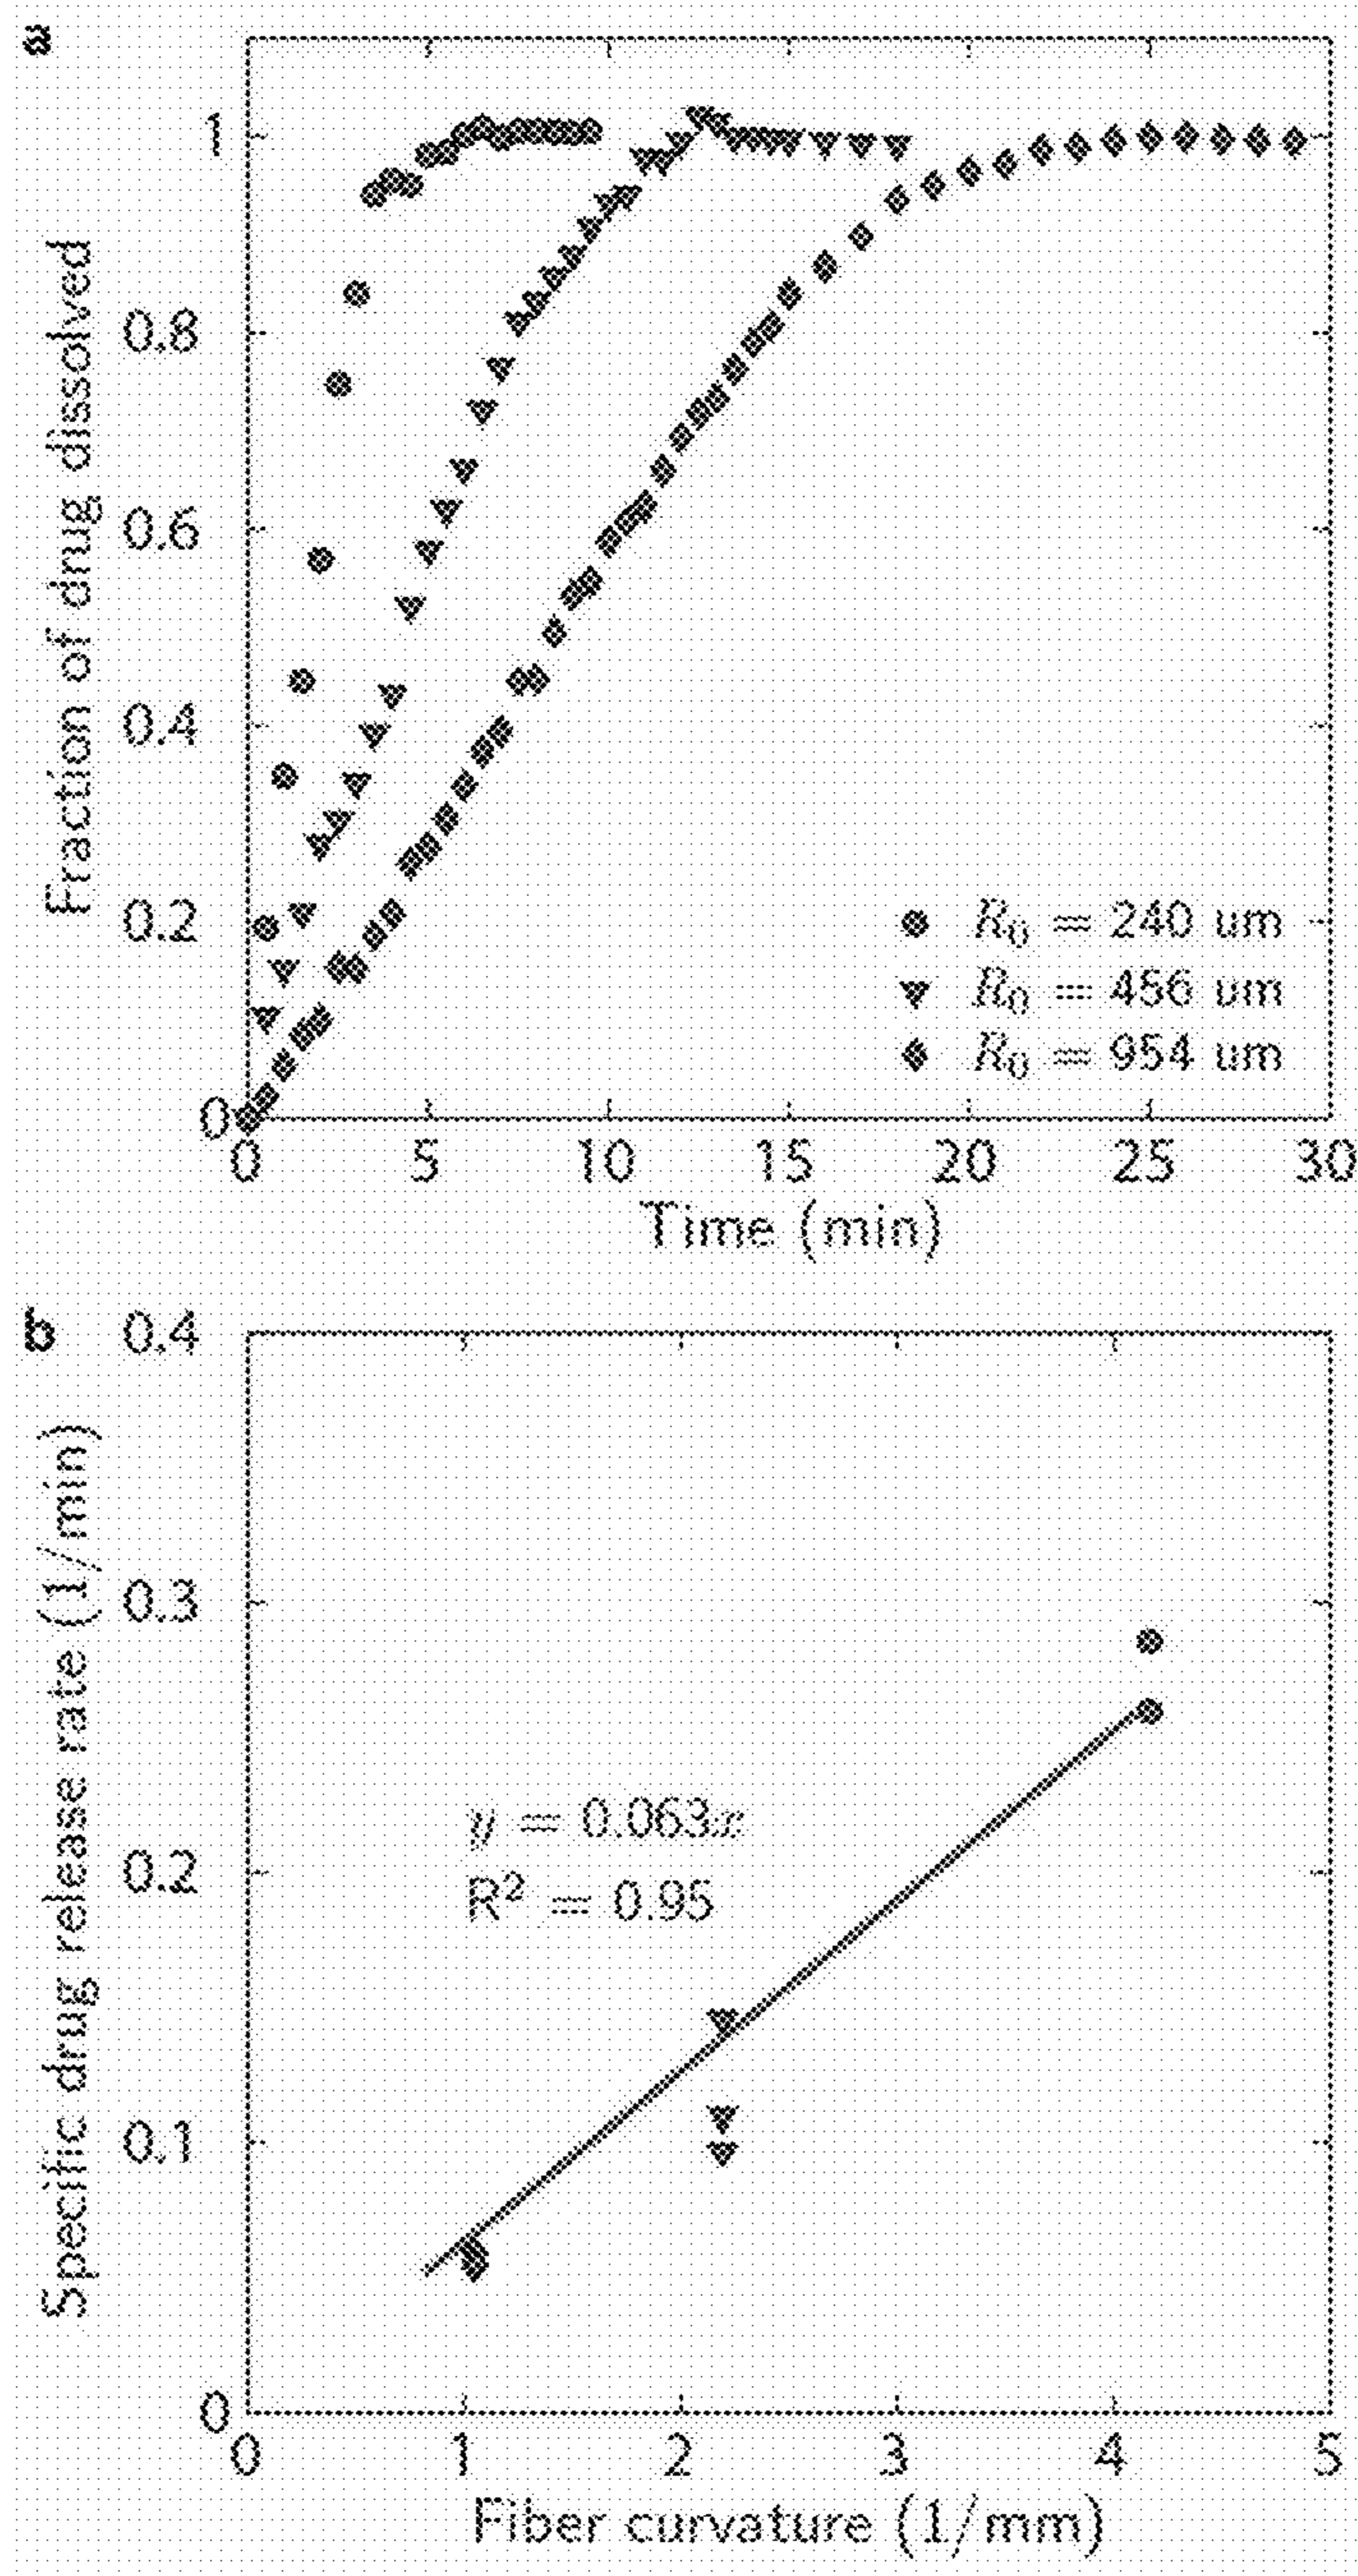 a
Fraction of drug dissolved
1
0.8
0.6
0.4
0.2
0
R₀ = 240 um
R₀ = 456 um
R₀ = 954 um
0 5 10 15 20 25 30
Time (min)
b
Specific drug release rate (1/min)
0.4
0.3
0.2
0.1
0
y = 0.063x
R² = 0.95
0 1 2 3 4 5
Fiber curvature (1/mm)